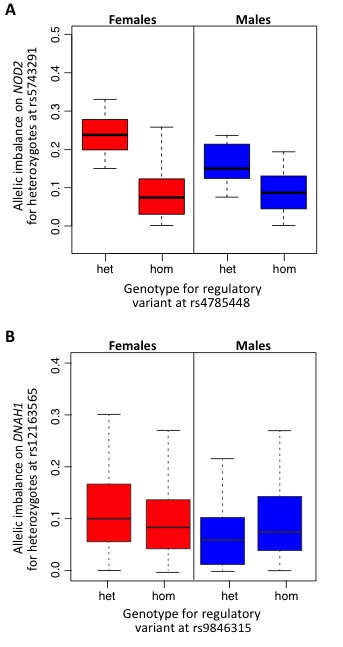 A
Females Males
Allelic imbalance on NOD2
for heterozygotes at rs5743291
0.5
0.4
0.3
0.2
0.1
0.0
het hom het hom
Genotype for regulatory
variant at rs4785448
B
Females Males
Allelic imbalance on DNAH1
for heterozygotes at rs12163565
0.4
0.3
0.2
0.1
0.0
het hom het hom
Genotype for regulatory
variant at rs9846315